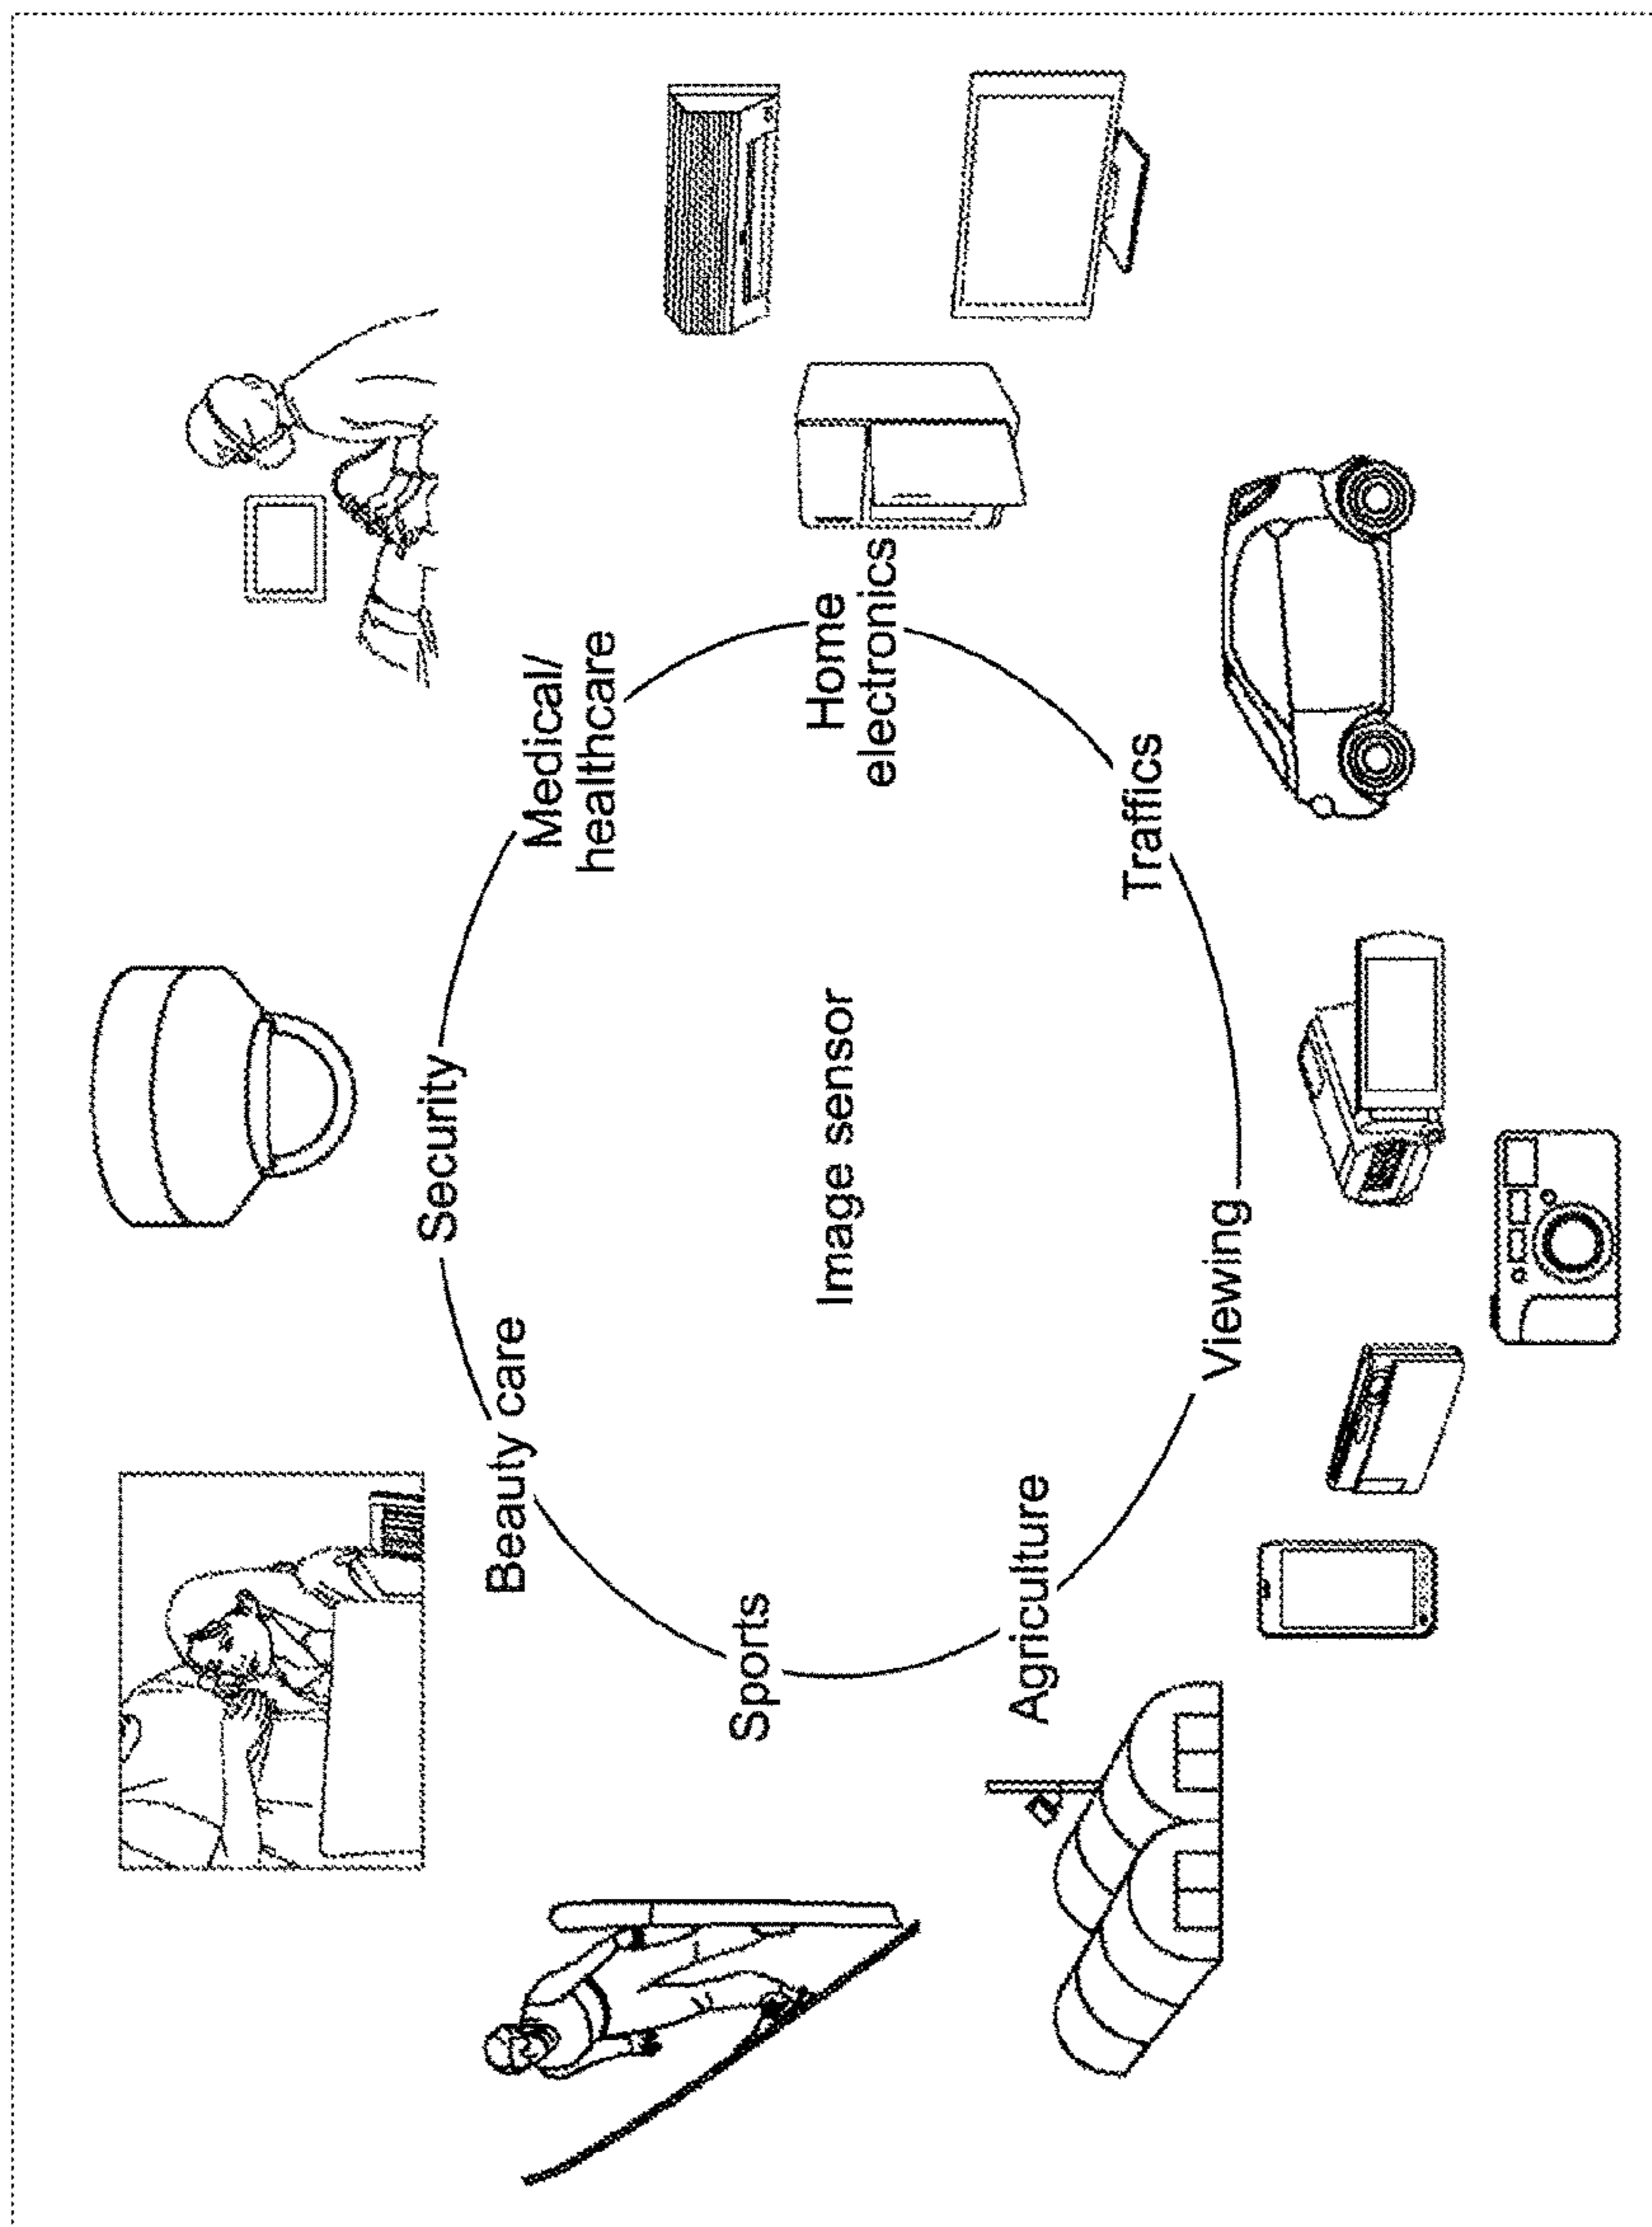 Security
Beauty care
Medical/
healthcare
Sports
Image sensor
Home
electronics
Agriculture
Traffics
Viewing